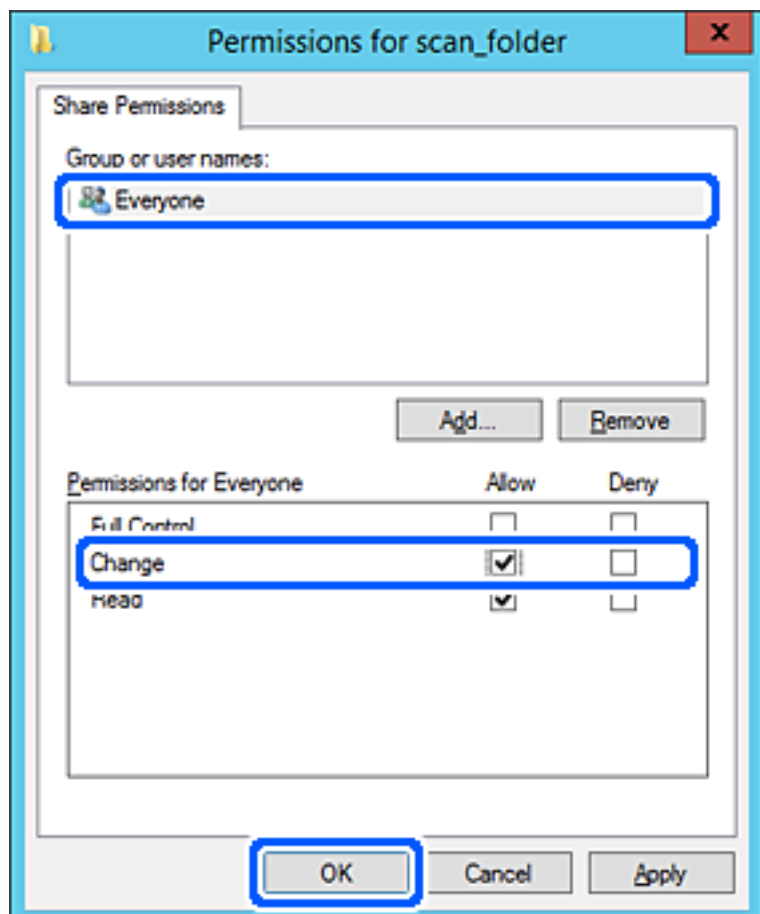 Permissions for scan_folder
x
Share Permissions
Group or user names:
Everyone
Add... Remove
Permissions for Everyone Allow Deny
Full Control
Change
Read
OK Cancel Apply